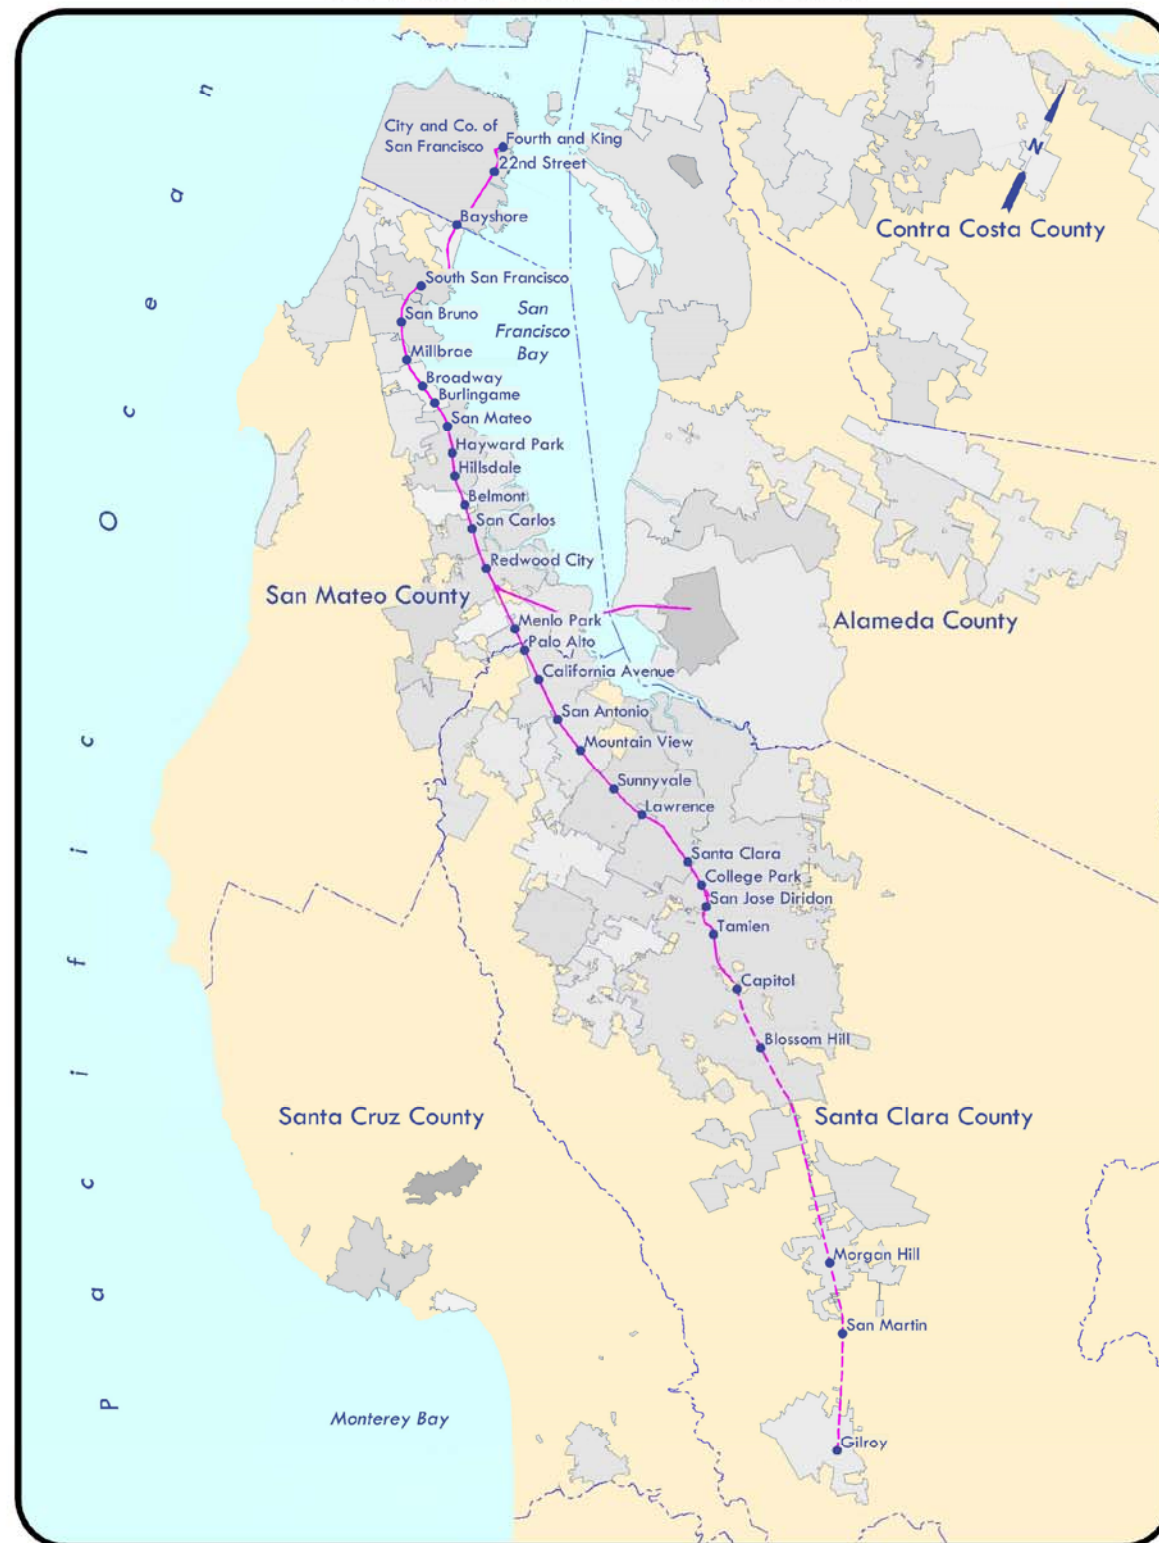 Pacific Ocean
City and Co. of
San Francisco
Fourth and King
22nd Street
Bayshore
N
Contra Costa County
South San Francisco
San Bruno
San
Francisco
Bay
Millbrae
Broadway
Burlingame
San Mateo
Hayward Park
Hillsdale
Belmont
San Carlos
Redwood City
San Mateo County
Menlo Park
Alameda County
Palo Alto
California Avenue
San Antonio
Mountain View
Sunnyvale
Lawrence
Santa Clara
College Park
San Jose Diridon
Tamien
Capitol
Blossom Hill
Santa Cruz County
Santa Clara County
Morgan Hill
San Martin
Monterey Bay
Gilroy